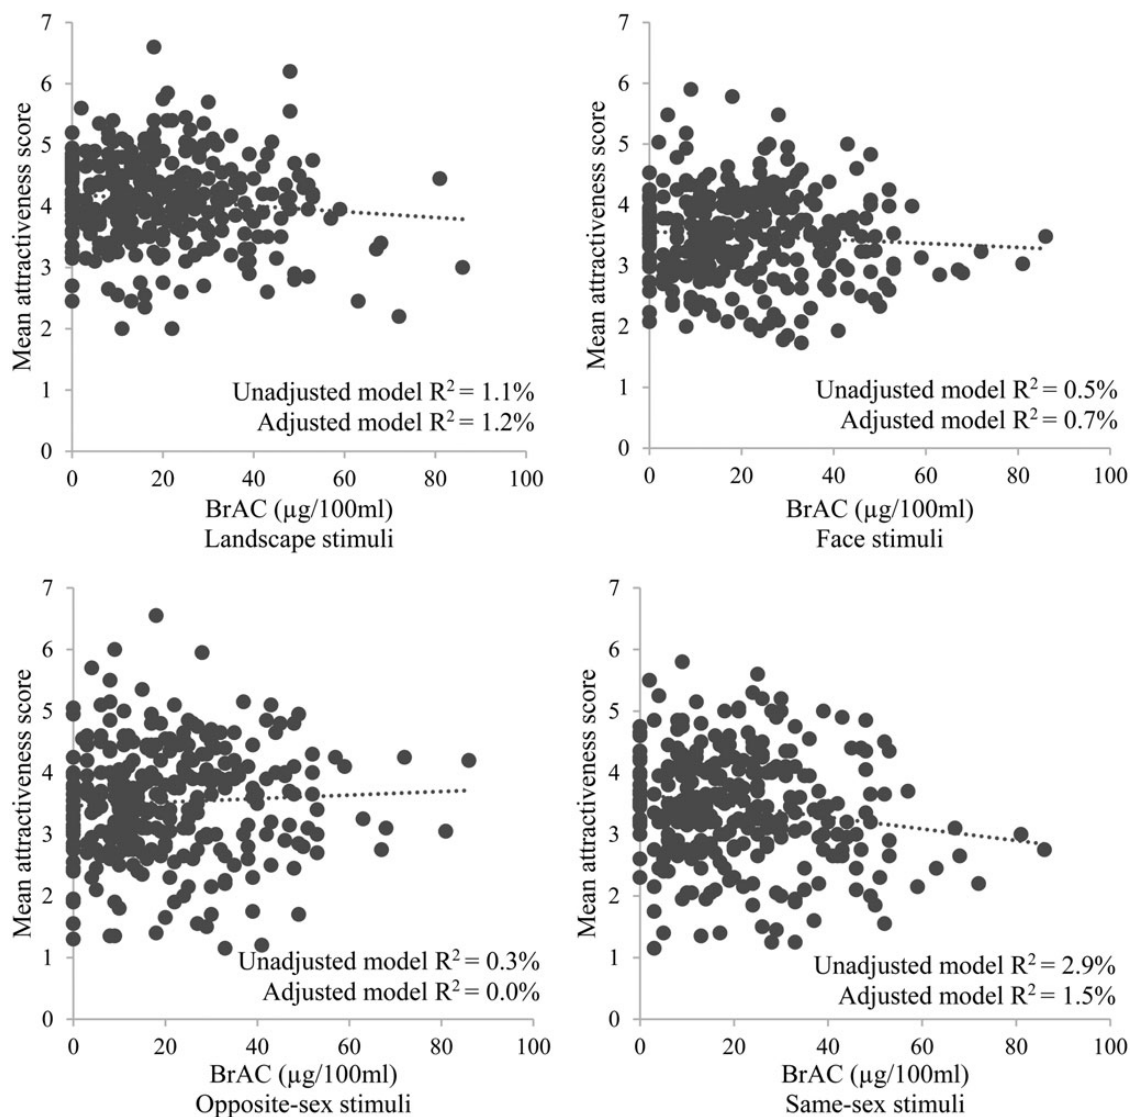 7
6
5
4
3
2
1
0
Mean attractiveness score
Unadjusted model R² = 1.1%
Adjusted model R² = 1.2%
0 20 40 60 80 100
BrAC (µg/100ml)
Landscape stimuli
7
6
5
4
3
2
1
0
Mean attractiveness score
Unadjusted model R² = 0.5%
Adjusted model R² = 0.7%
0 20 40 60 80 100
BrAC (µg/100ml)
Face stimuli
7
6
5
4
3
2
1
0
Mean attractiveness score
Unadjusted model R² = 0.3%
Adjusted model R² = 0.0%
0 20 40 60 80 100
BrAC (µg/100ml)
Opposite-sex stimuli
7
6
5
4
3
2
1
0
Mean attractiveness score
Unadjusted model R² = 2.9%
Adjusted model R² = 1.5%
0 20 40 60 80 100
BrAC (µg/100ml)
Same-sex stimuli